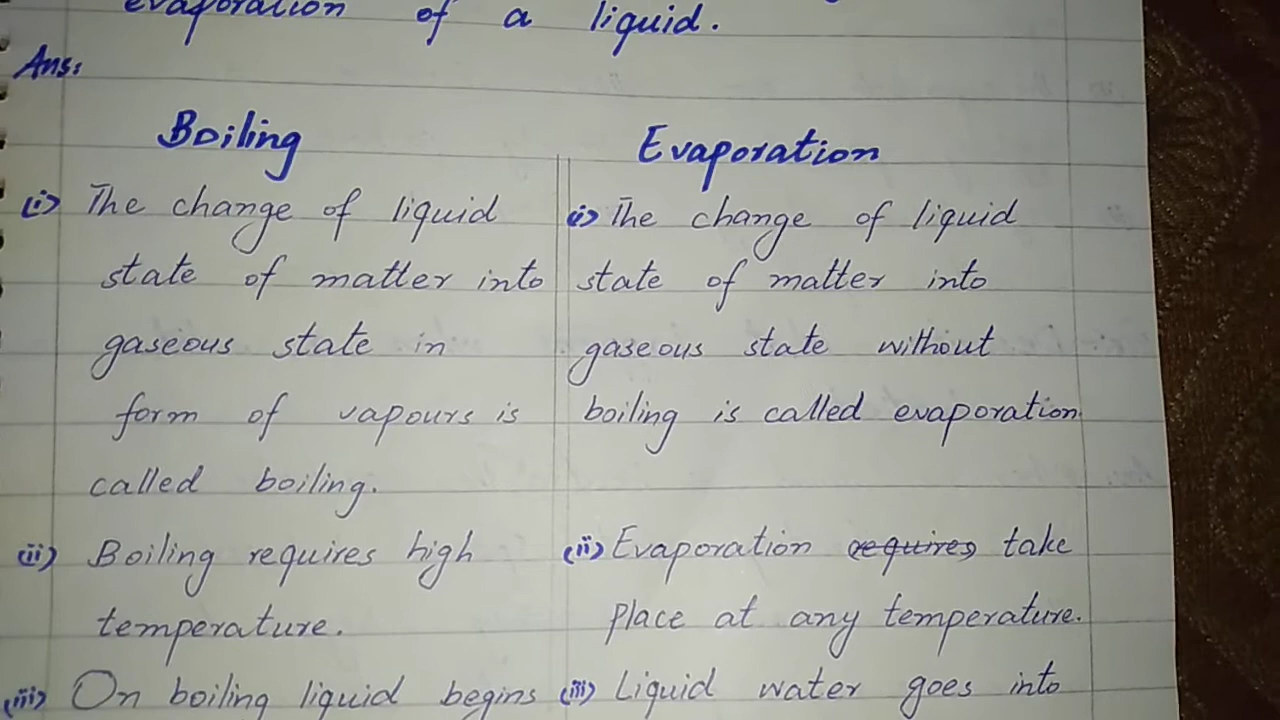 evaporation of a liquid.
Ans:
Boiling
(i) The change of liquid
state of matter into
gaseous state in
form of vapours is
called boiling.
(ii) Boiling requires high
temperature.
(iii) On boiling liquid begins
Evaporation
(i) The change of liquid
state of matter into
gaseous state without
boiling is called evaporation
(ii) Evaporation requires take
place at any temperature.
(iii) Liquid water goes into